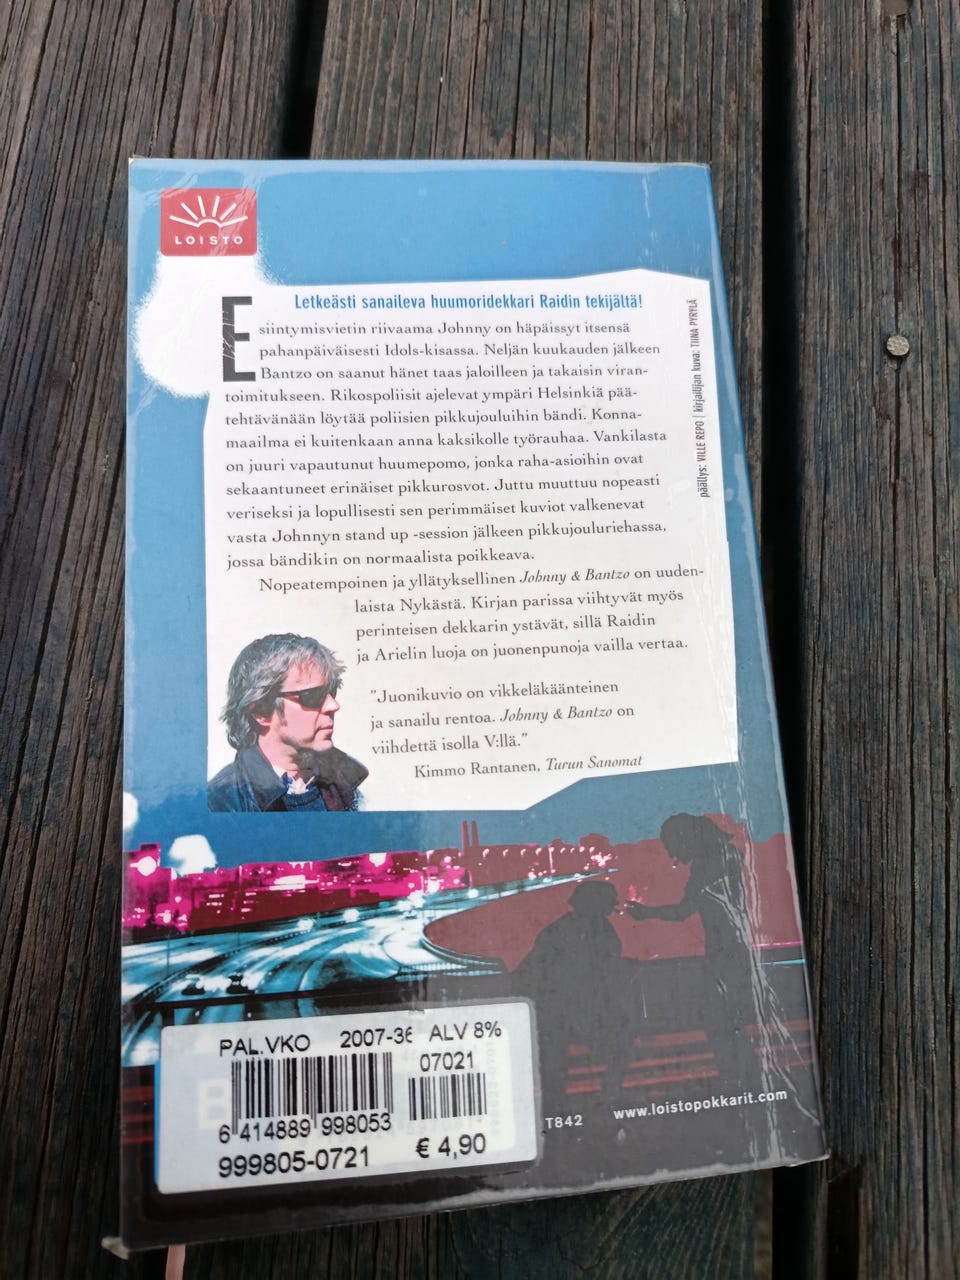 LOISTO
Letkeästi sanaileva huumoridekkari Raidin tekijältä!
Esiintymisvietin riivaama Johnny on häpäissyt itsensä
pahanpäiväisesti Idols-kisassa. Neljän kuukauden jälkeen
Bantzo on saanut hänet taas jaloilleen ja takaisin viran-
toimitukseen. Rikospoliisit ajelevat ympäri Helsinkiä pää-
tehtävänään löytää poliisien pikkujouluihin bändi. Konna-
maailma ei kuitenkaan anna kaksikolle työrauhaa. Vankilasta
on juuri vapautunut huumepomo, jonka raha-asioihin ovat
sekaantuneet erinäiset pikkurosvot. Juttu muuttuu nopeasti
veriseksi ja lopullisesti sen perimmäiset kuviot valkenevat
vasta Johnnyn stand up -session jälkeen pikkujouluriehassa,
jossa bändikin on normaalista poikkeava.
Nopeatempoinen ja yllätyksellinen Johnny & Bantzo on uuden-
laista Nykästä. Kirjan parissa viihtyvät myös
perinteisen dekkarin ystävät, sillä Raidin
ja Arielin luoja on juonenpunoja vailla vertaa.
"Juonikuvio on vikkeläkäänteinen
ja sanailu rentoa. Johnny & Bantzo on
viihdettä isolla V:llä."
Kimmo Rantanen, Turun Sanomat
päällys: VILLE REPO | kirjailijan kuva: TIINA PYRYLÄ
PAL.VKO 2007-36 ALV 8%
07021
6 414889 998053
999805-0721 € 4,90
T842
www.loistopokkarit.com